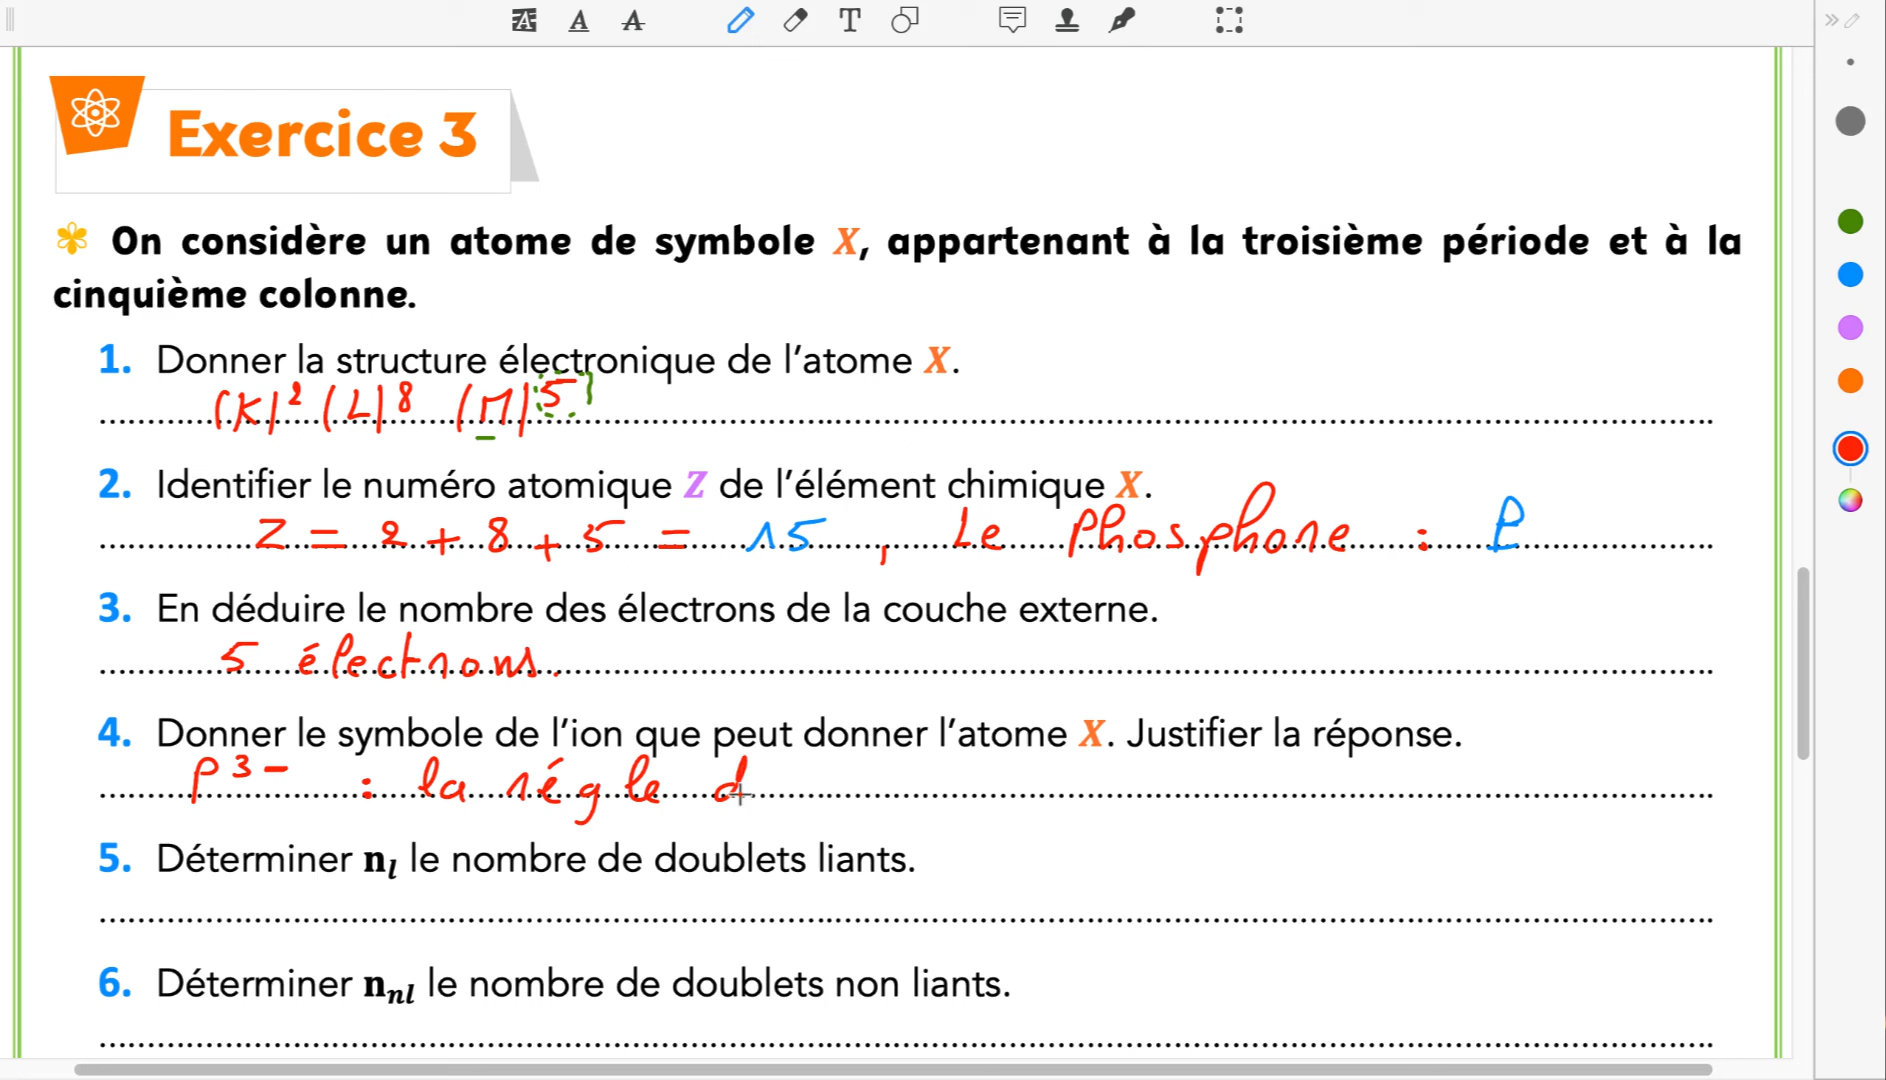 Exercice 3
On considère un atome de symbole X, appartenant à la troisième période et à la
cinquième colonne.
1. Donner la structure électronique de l'atome X.
(K)² (L)⁸ (M)⁵
2. Identifier le numéro atomique Z de l'élément chimique X.
Z = 2 + 8 + 5 = 15 , Le Phosphore : P
3. En déduire le nombre des électrons de la couche externe.
5 électrons.
4. Donner le symbole de l'ion que peut donner l'atome X. Justifier la réponse.
P³⁻ : la régle d
5. Déterminer nₗ le nombre de doublets liants.
6. Déterminer nₙₗ le nombre de doublets non liants.